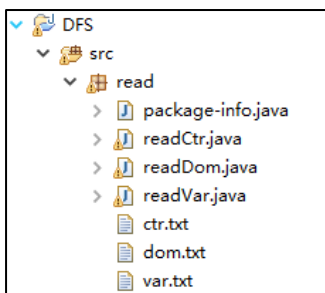 DFS
src
read
package-info.java
readCtr.java
readDom.java
readVar.java
ctr.txt
dom.txt
var.txt